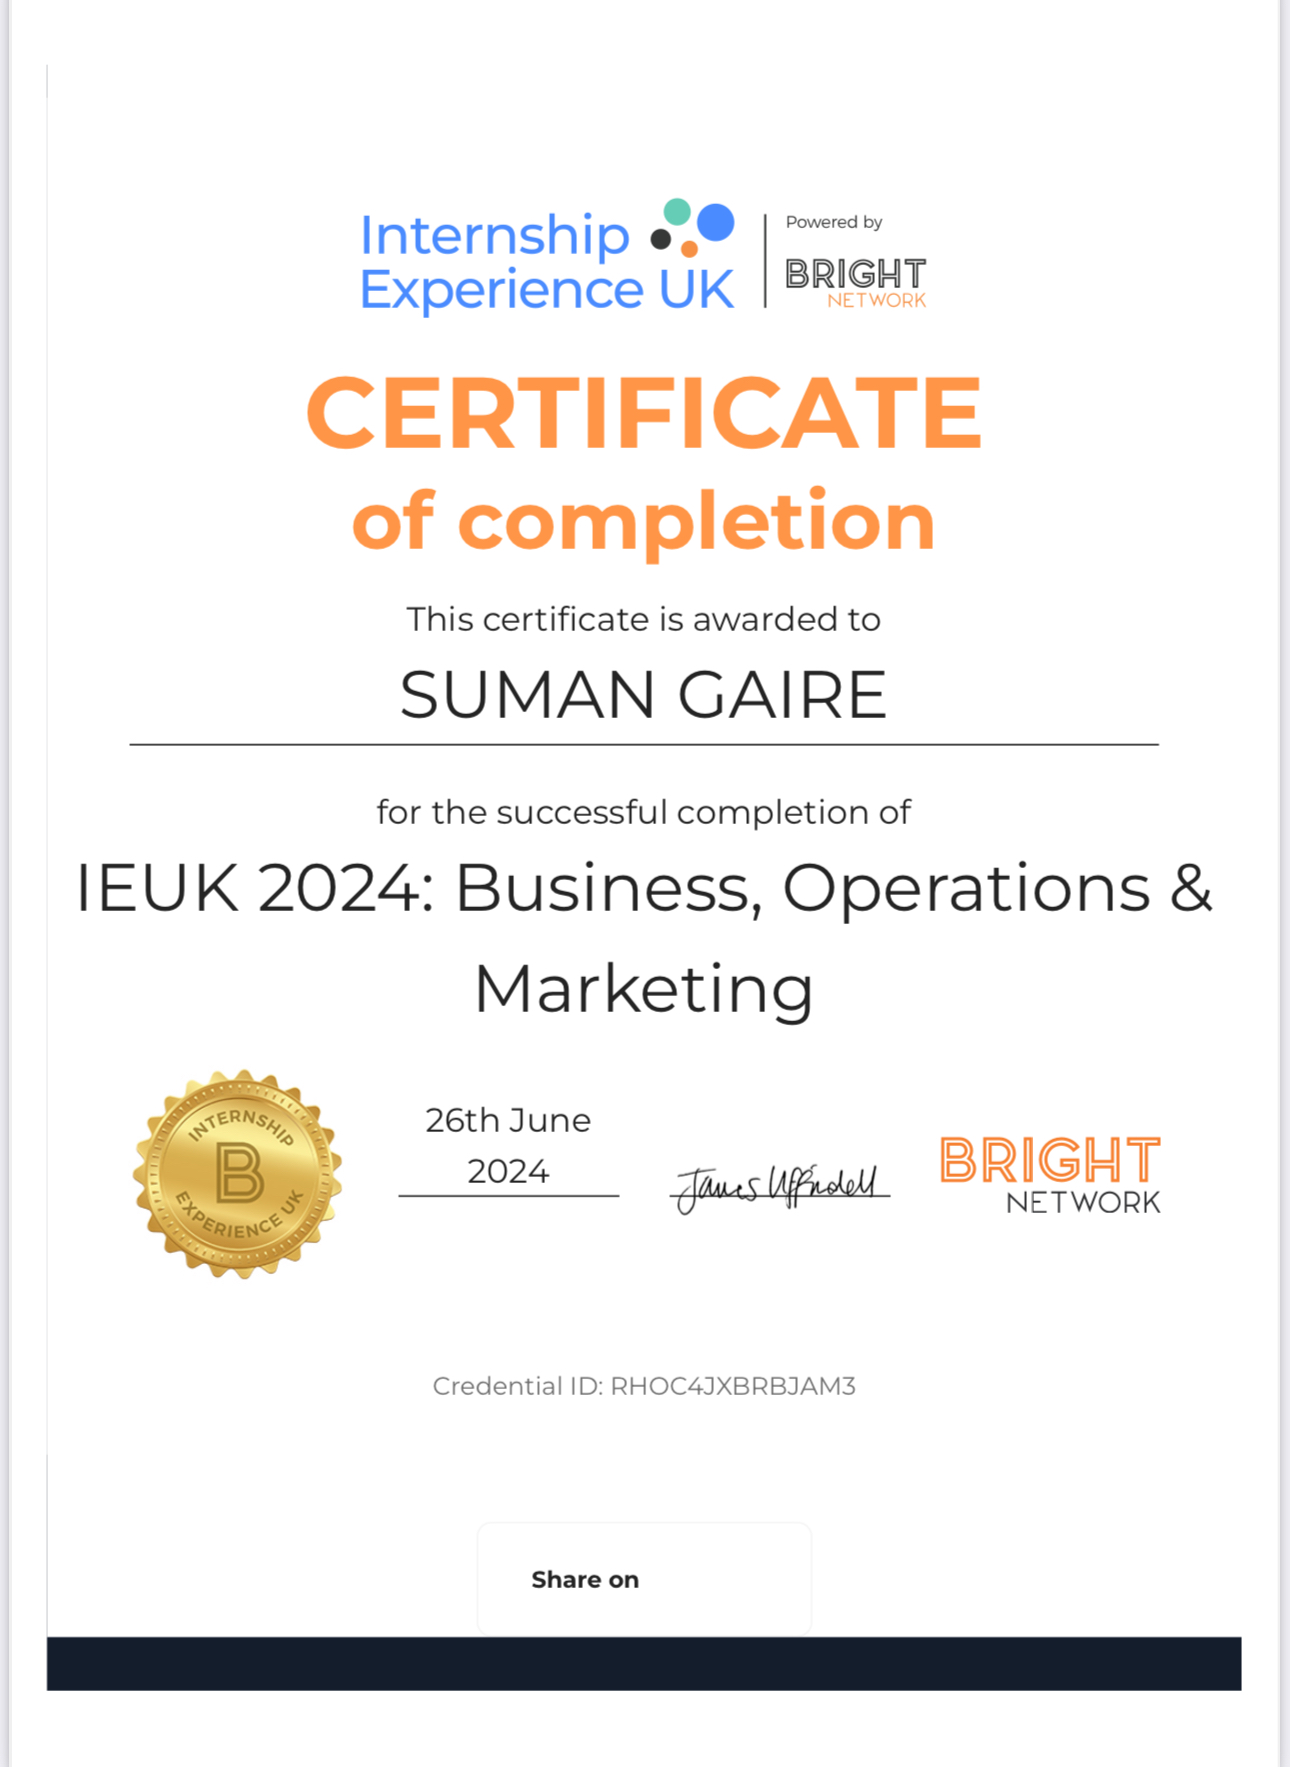 Internship
Experience UK
Powered by
BRIGHT
NETWORK
CERTIFICATE
of completion
This certificate is awarded to
SUMAN GAIRE
for the successful completion of
IEUK 2024: Business, Operations &
Marketing
INTERNSHIP
B
EXPERIENCE UK
26th June
2024
James Uffindell
BRIGHT
NETWORK
Credential ID: RHOC4JXBRBJAM3
Share on